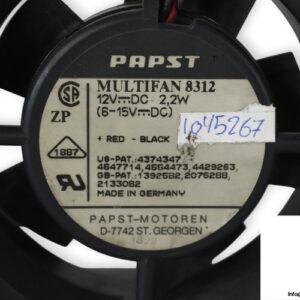 PAPST
MULTIFAN 8312
12V⎓DC 2,2W
(6-15V⎓DC)
ZP
1045267
+ RED - BLACK
1887
US-PAT.:4374347
4647714,4554473,4429263,
GB-PAT.:1392582,2075288,
2133082
MADE IN GERMANY
PAPST-MOTOREN
D-7742 ST. GEORGEN